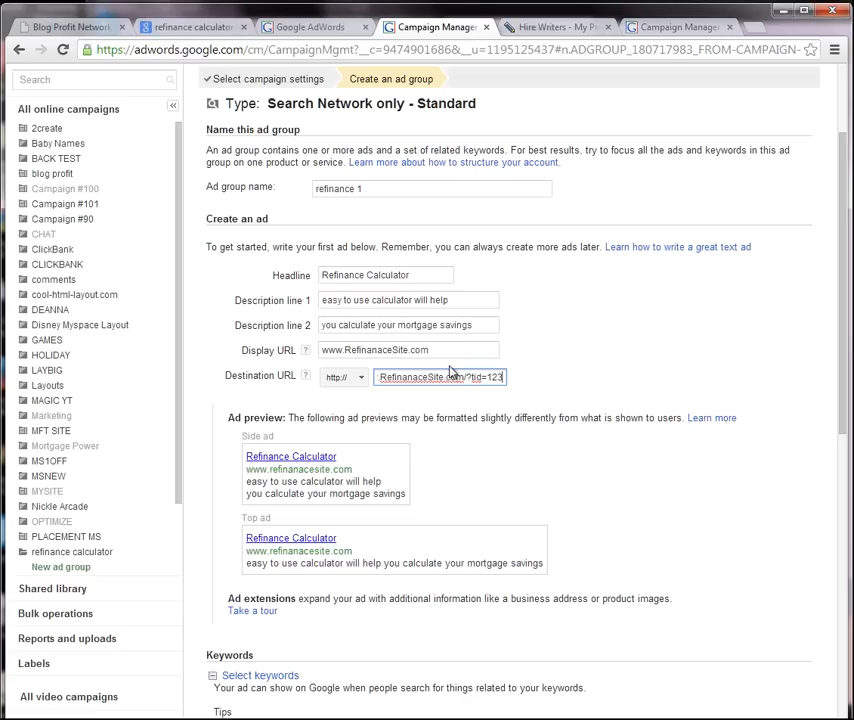 Blog Profit Network
refinance calculator
Google AdWords
Campaign Manager
Hire Writers - My P
Campaign Manager
https://adwords.google.com/cm/CampaignMgmt?__c=947490168​6&__u=1195125437#n.ADGROUP_180717983_FROM-CAMPAIGN-
Search
Select campaign settings
Create an ad group
All online campaigns
2create
Baby Names
BACK TEST
blog profit
Campaign #100
Campaign #101
Campaign #90
CHAT
ClickBank
CLICKBANK
comments
cool-html-layout.com
DEANNA
Disney Myspace Layout
GAMES
HOLIDAY
LAYBIG
Layouts
MAGIC YT
Marketing
MFT SITE
Mortgage Power
MS1OFF
MSNEW
MYSITE
Nickle Arcade
OPTIMIZE
PLACEMENT MS
refinance calculator
New ad group
Shared library
Bulk operations
Reports and uploads
Labels
All video campaigns
Type: Search Network only - Standard
Name this ad group
An ad group contains one or more ads and a set of related keywords. For best results, try to focus all the ads and keywords in this ad
group on one product or service. Learn more about how to structure your account.
Ad group name: refinance 1
Create an ad
To get started, write your first ad below. Remember, you can always create more ads later. Learn how to write a great text ad
Headline Refinance Calculator
Description line 1 easy to use calculator will help
Description line 2 you calculate your mortgage savings
Display URL ? www.RefinanaceSite.com
Destination URL ? http:// RefinanaceSite.com/?tid=123
Ad preview: The following ad previews may be formatted slightly differently from what is shown to users. Learn more
Side ad
Refinance Calculator
www.refinanacesite.com
easy to use calculator will help
you calculate your mortgage savings
Top ad
Refinance Calculator
www.refinanacesite.com
easy to use calculator will help you calculate your mortgage savings
Ad extensions expand your ad with additional information like a business address or product images.
Take a tour
Keywords
Select keywords
Your ad can show on Google when people search for things related to your keywords.
Tips